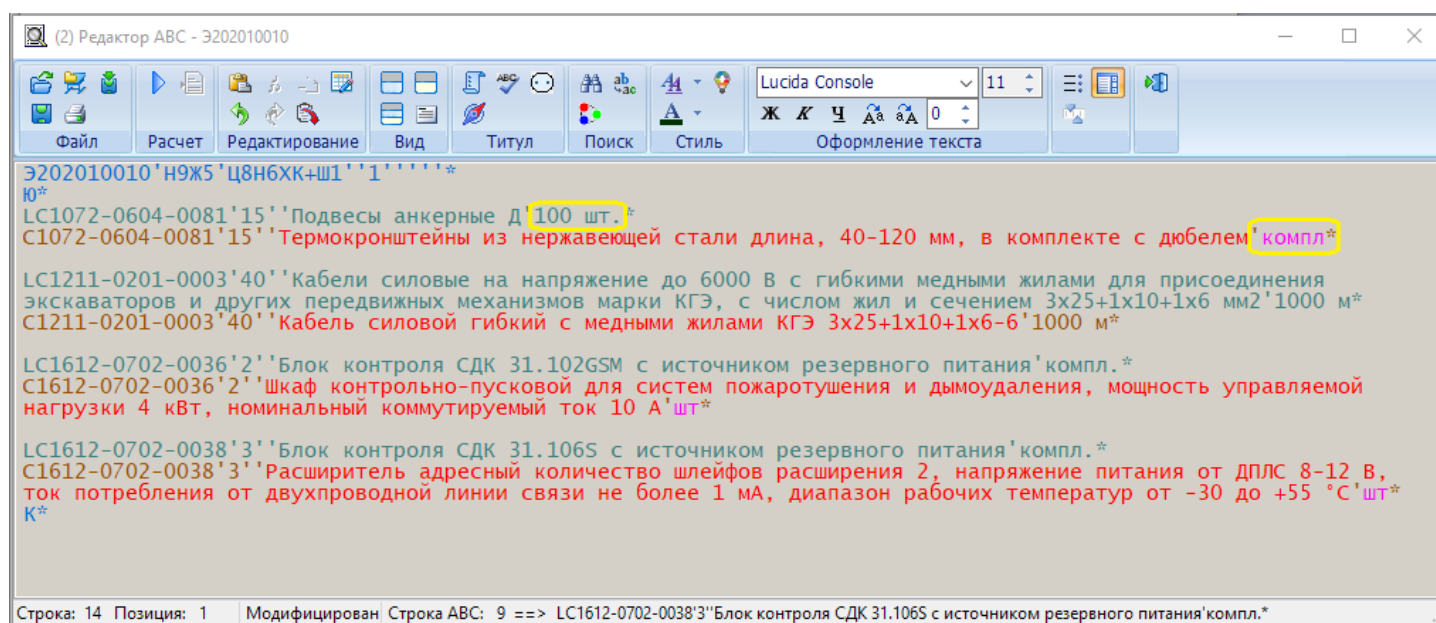 (2) Редактор АВС - Э202010010
Lucida Console 11
Ж К Ч 0
Файл Расчет Редактирование Вид Титул Поиск Стиль Оформление текста
Э202010010'Н9Ж5'Ц8Н6ХК+Ш1''1'''''*
Ю*
LC1072-0604-0081'15''Подвесы анкерные Д'100 шт.*
С1072-0604-0081'15''Термокронштейны из нержавеющей стали длина, 40-120 мм, в комплекте с дюбелем'компл*
LC1211-0201-0003'40''Кабели силовые на напряжение до 6000 В с гибкими медными жилами для присоединения
экскаваторов и других передвижных механизмов марки КГЭ, с числом жил и сечением 3х25+1х10+1х6 мм2'1000 м*
С1211-0201-0003'40''Кабель силовой гибкий с медными жилами КГЭ 3х25+1х10+1х6-6'1000 м*
LC1612-0702-0036'2''Блок контроля СДК 31.102GSM с источником резервного питания'компл.*
С1612-0702-0036'2''Шкаф контрольно-пусковой для систем пожаротушения и дымоудаления, мощность управляемой
нагрузки 4 кВт, номинальный коммутируемый ток 10 А'шт*
LC1612-0702-0038'3''Блок контроля СДК 31.106S с источником резервного питания'компл.*
С1612-0702-0038'3''Расширитель адресный количество шлейфов расширения 2, напряжение питания от ДПЛС 8-12 В,
ток потребления от двухпроводной линии связи не более 1 мА, диапазон рабочих температур от -30 до +55 °С'шт*
К*
Строка: 14 Позиция: 1 Модифицирован Строка АВС: 9 ==> LC1612-0702-0038'3''Блок контроля СДК 31.106S с источником резервного питания'компл.*